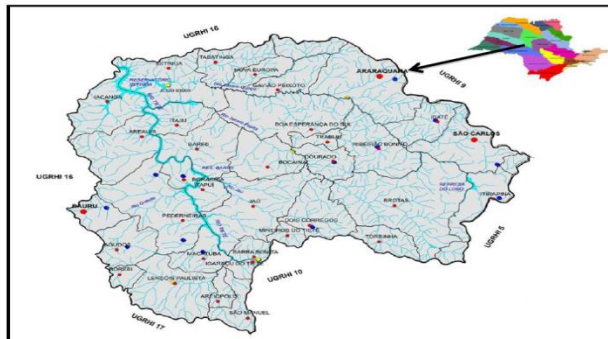 UGRHI 16
TABATINGA
IBITINGA
NOVA EUROPA
ARARAQUARA
UGRHI 9
GAVIÃO PEIXOTO
IACANGA
ITAJU
BOA ESPERANÇA DO SUL
IBATÉ
AREALVA
TRABIJU
SÃO CARLOS
BARIRI
RIBEIRÃO BONITO
DOURADO
BOCAINA
UGRHI 16
ITAPUÍ
ITIRAPINA
BAURU
JAÚ
BROTAS
PEDERNEIRAS
DOIS CÓRREGOS
MINEIROS DO TIETÊ
UGRHI 5
AGUDOS
TORRINHA
MACATUBA
BARRA BONITA
IGARAÇU DO TIETÊ
BOREBI
UGRHI 10
LENÇÓIS PAULISTA
AREIÓPOLIS
UGRHI 17
SÃO MANUEL